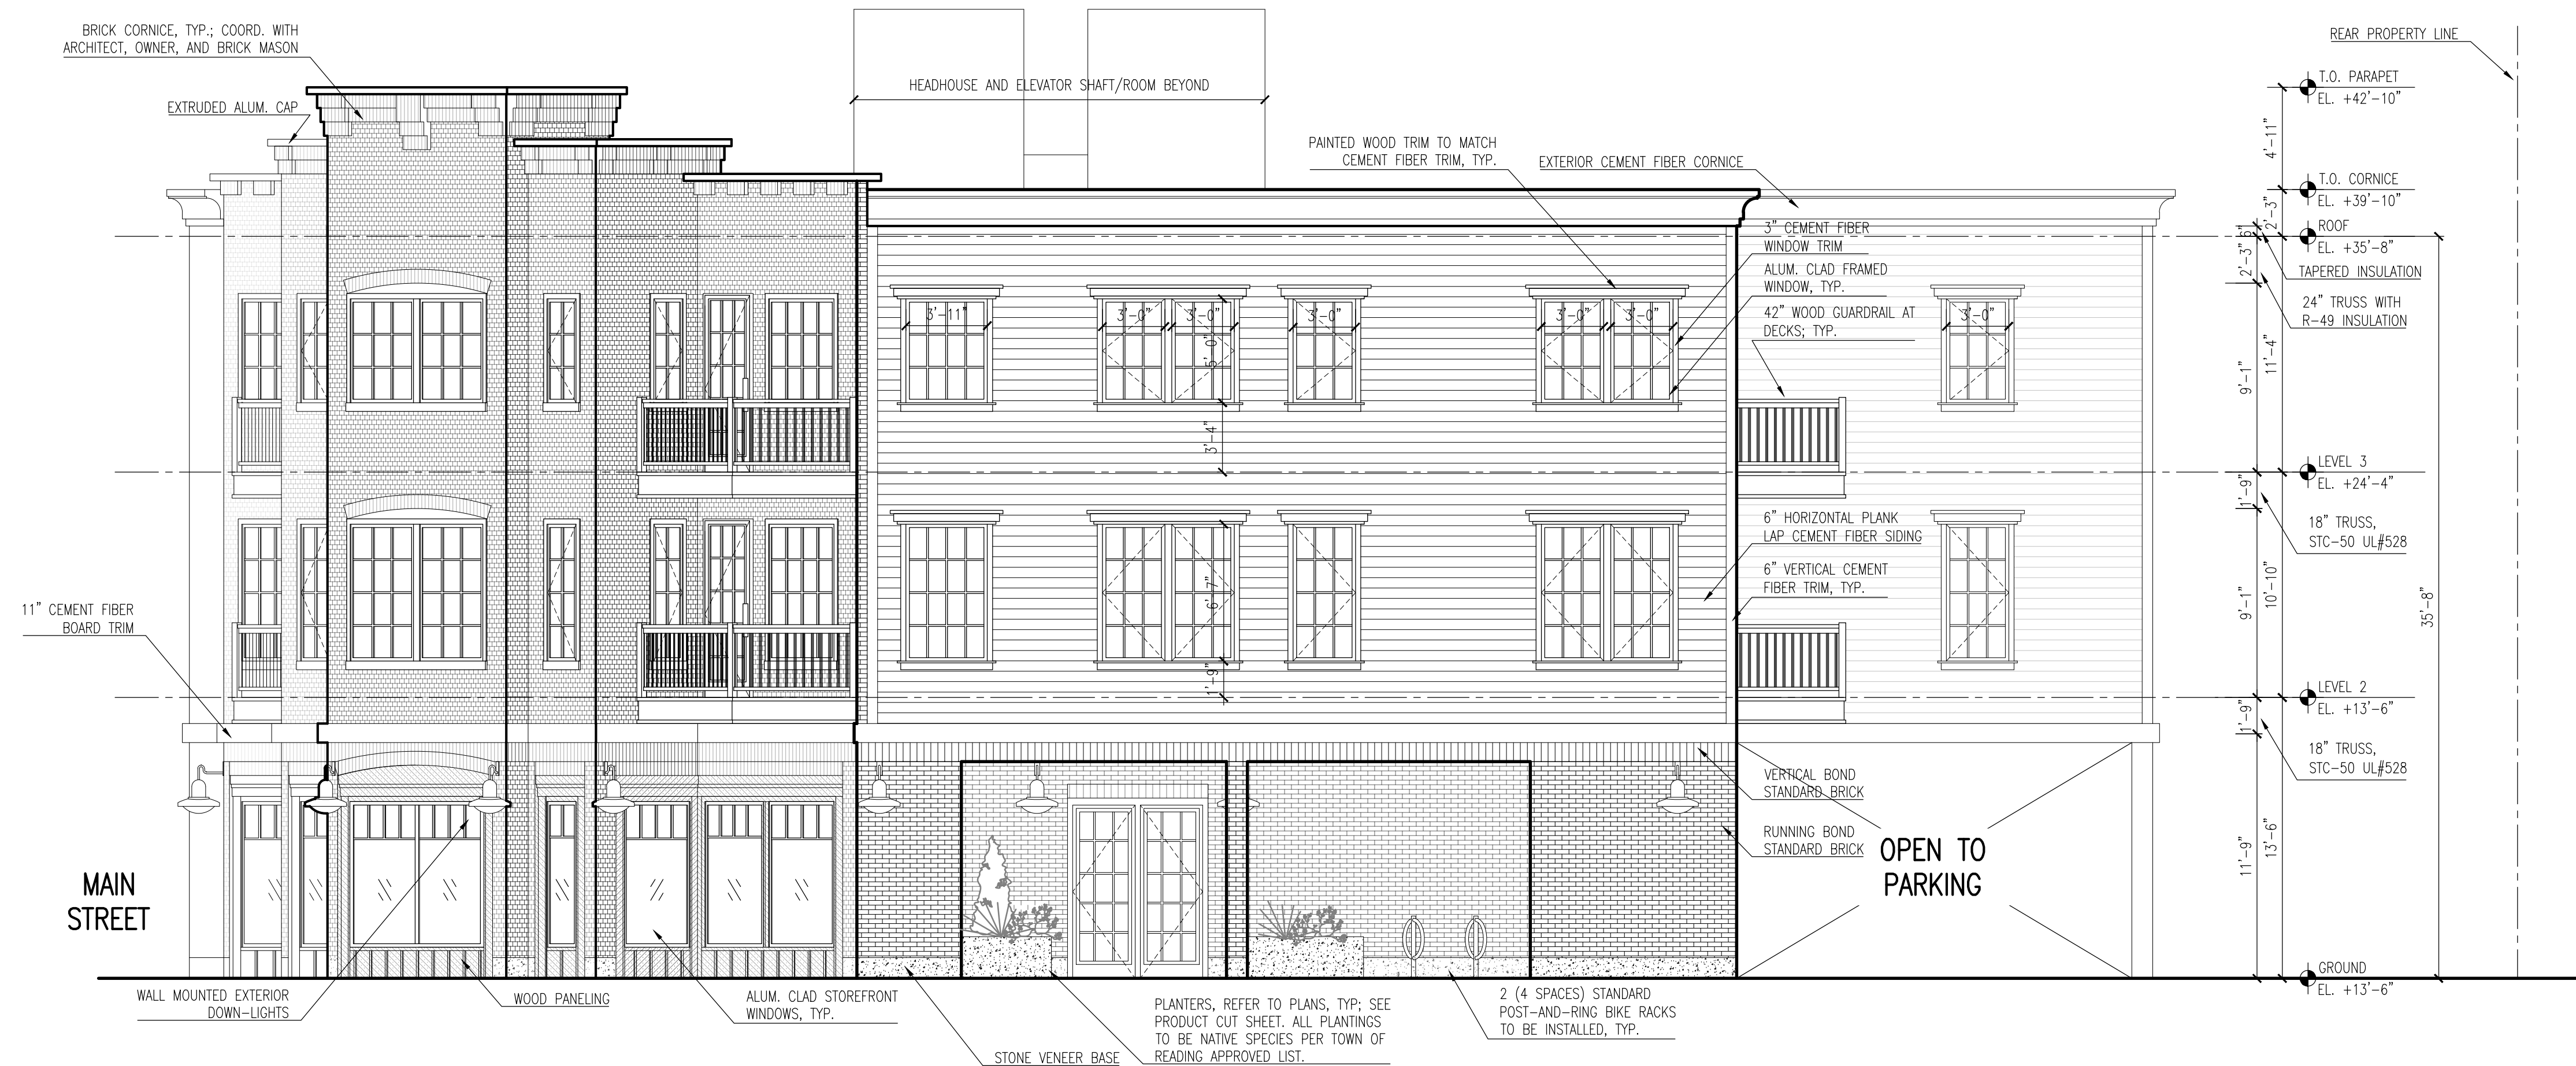 BRICK CORNICE, TYP.; COORD. WITH
ARCHITECT, OWNER, AND BRICK MASON
EXTRUDED ALUM. CAP
HEADHOUSE AND ELEVATOR SHAFT/ROOM BEYOND
PAINTED WOOD TRIM TO MATCH
CEMENT FIBER TRIM, TYP.
EXTERIOR CEMENT FIBER CORNICE
REAR PROPERTY LINE
T.O. PARAPET
EL. +42'-10"
4'-11"
T.O. CORNICE
EL. +39'-10"
2'-3"
6"
ROOF
EL. +35'-8"
2'-3"
TAPERED INSULATION
24" TRUSS WITH
R-49 INSULATION
3" CEMENT FIBER
WINDOW TRIM
ALUM. CLAD FRAMED
WINDOW, TYP.
42" WOOD GUARDRAIL AT
DECKS; TYP.
3'-11"
3'-0"
3'-0"
3'-0"
3'-0"
3'-0"
3'-0"
5'-0"
3'-4"
9'-1"
11'-4"
LEVEL 3
EL. +24'-4"
1'-9"
18" TRUSS,
STC-50 UL#528
6" HORIZONTAL PLANK
LAP CEMENT FIBER SIDING
6" VERTICAL CEMENT
FIBER TRIM, TYP.
6'-7"
1'-9"
9'-1"
10'-10"
35'-8"
11" CEMENT FIBER
BOARD TRIM
LEVEL 2
EL. +13'-6"
1'-9"
18" TRUSS,
STC-50 UL#528
VERTICAL BOND
STANDARD BRICK
RUNNING BOND
STANDARD BRICK
OPEN TO
PARKING
11'-9"
13'-6"
MAIN
STREET
GROUND
EL. +13'-6"
WALL MOUNTED EXTERIOR
DOWN-LIGHTS
WOOD PANELING
ALUM. CLAD STOREFRONT
WINDOWS, TYP.
STONE VENEER BASE
PLANTERS, REFER TO PLANS, TYP; SEE
PRODUCT CUT SHEET. ALL PLANTINGS
TO BE NATIVE SPECIES PER TOWN OF
READING APPROVED LIST.
2 (4 SPACES) STANDARD
POST-AND-RING BIKE RACKS
TO BE INSTALLED, TYP.